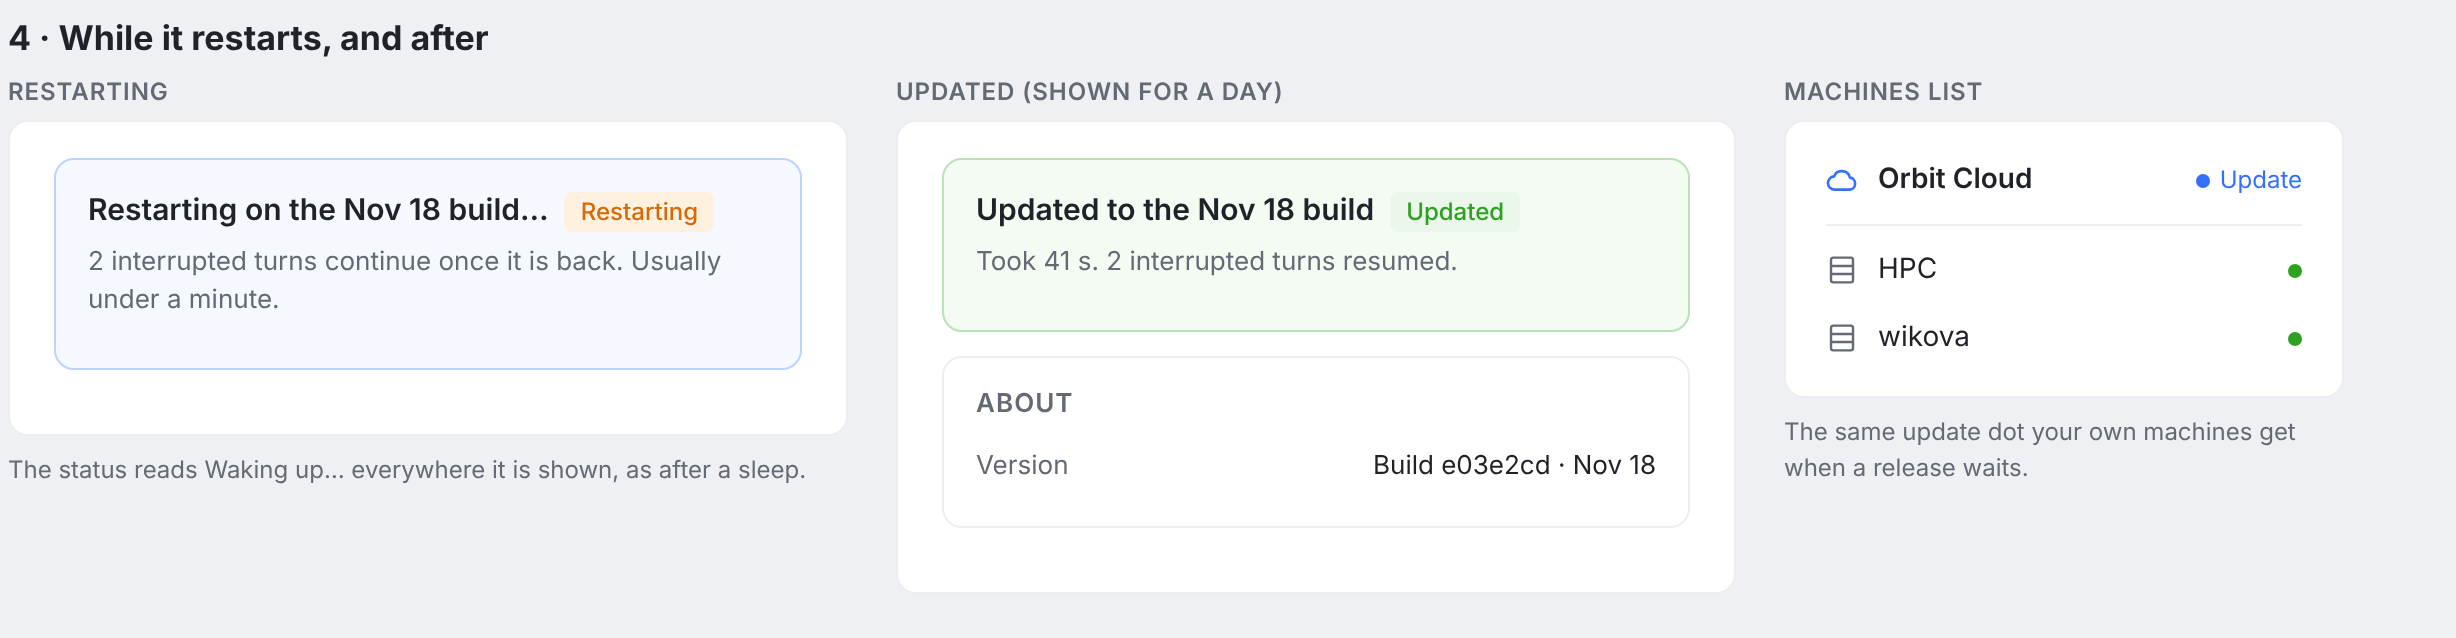 4 · While it restarts, and after
RESTARTING
Restarting on the Nov 18 build...
Restarting
2 interrupted turns continue once it is back. Usually
under a minute.
The status reads Waking up... everywhere it is shown, as after a sleep.
UPDATED (SHOWN FOR A DAY)
Updated to the Nov 18 build
Updated
Took 41 s. 2 interrupted turns resumed.
ABOUT
Version
Build e03e2cd · Nov 18
MACHINES LIST
Orbit Cloud
Update
HPC
wikova
The same update dot your own machines get
when a release waits.